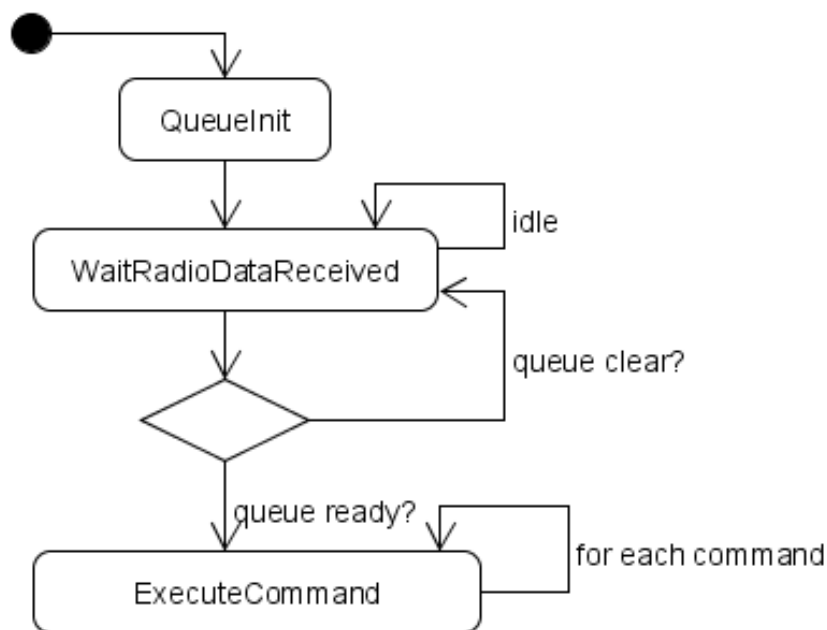 QueueInit
idle
WaitRadioDataReceived
queue clear?
queue ready?
for each command
ExecuteCommand